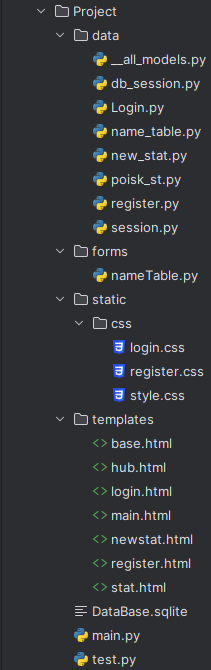 Project
data
__all_models.py
db_session.py
Login.py
name_table.py
new_stat.py
poisk_st.py
register.py
session.py
forms
nameTable.py
static
css
login.css
register.css
style.css
templates
base.html
hub.html
login.html
main.html
newstat.html
register.html
stat.html
DataBase.sqlite
main.py
test.py